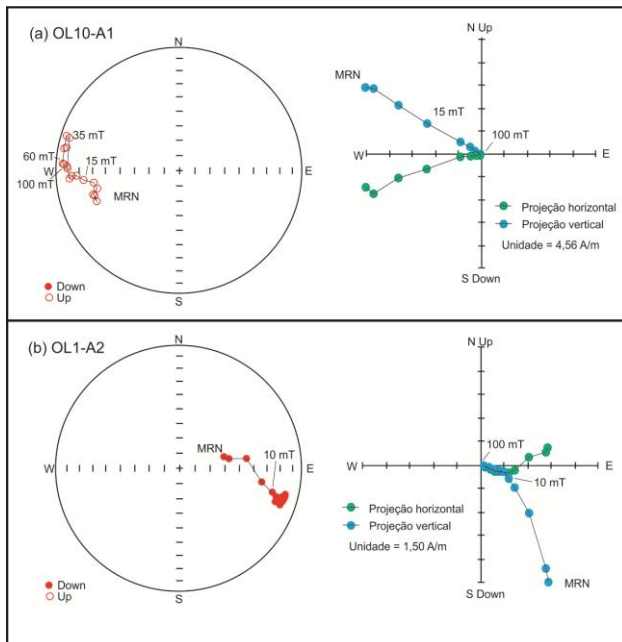 (a) OL10-A1
N
35 mT
60 mT
15 mT
W
E
100 mT
MRN
Down
Up
S
N Up
MRN
15 mT
100 mT
W
E
Projeção horizontal
Projeção vertical
Unidade = 4,56 A/m
S Down
(b) OL1-A2
N
MRN
10 mT
W
E
Down
Up
S
N Up
100 mT
W
E
10 mT
Projeção horizontal
Projeção vertical
Unidade = 1,50 A/m
MRN
S Down